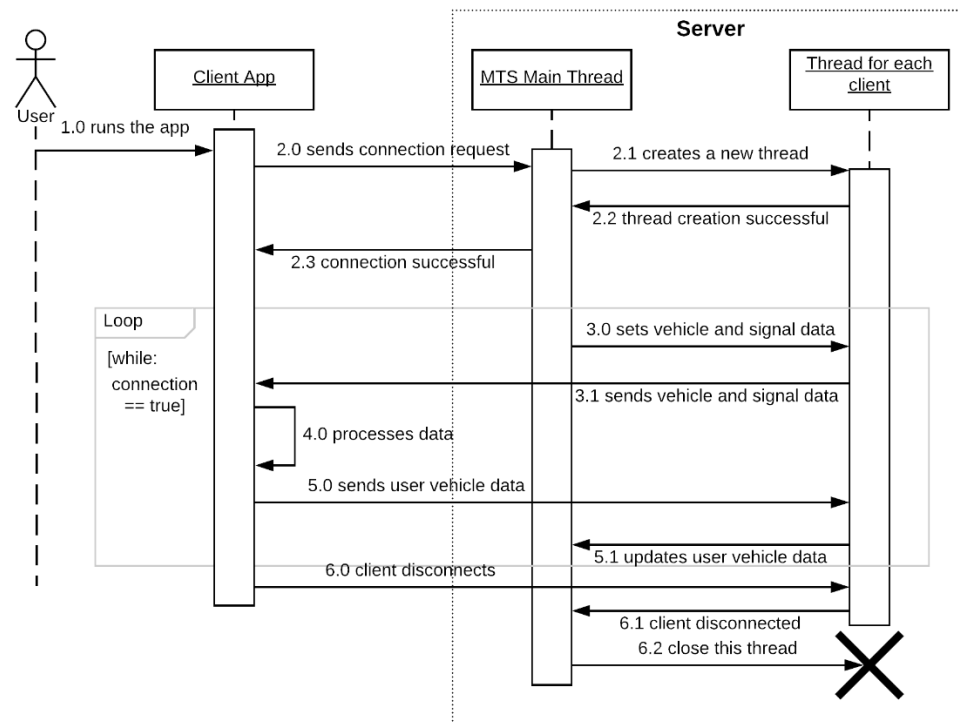 Server
Client App
MTS Main Thread
Thread for each
client
User
1.0 runs the app
2.0 sends connection request
2.1 creates a new thread
2.2 thread creation successful
2.3 connection successful
Loop
[while:
connection
== true]
3.0 sets vehicle and signal data
3.1 sends vehicle and signal data
4.0 processes data
5.0 sends user vehicle data
5.1 updates user vehicle data
6.0 client disconnects
6.1 client disconnected
6.2 close this thread